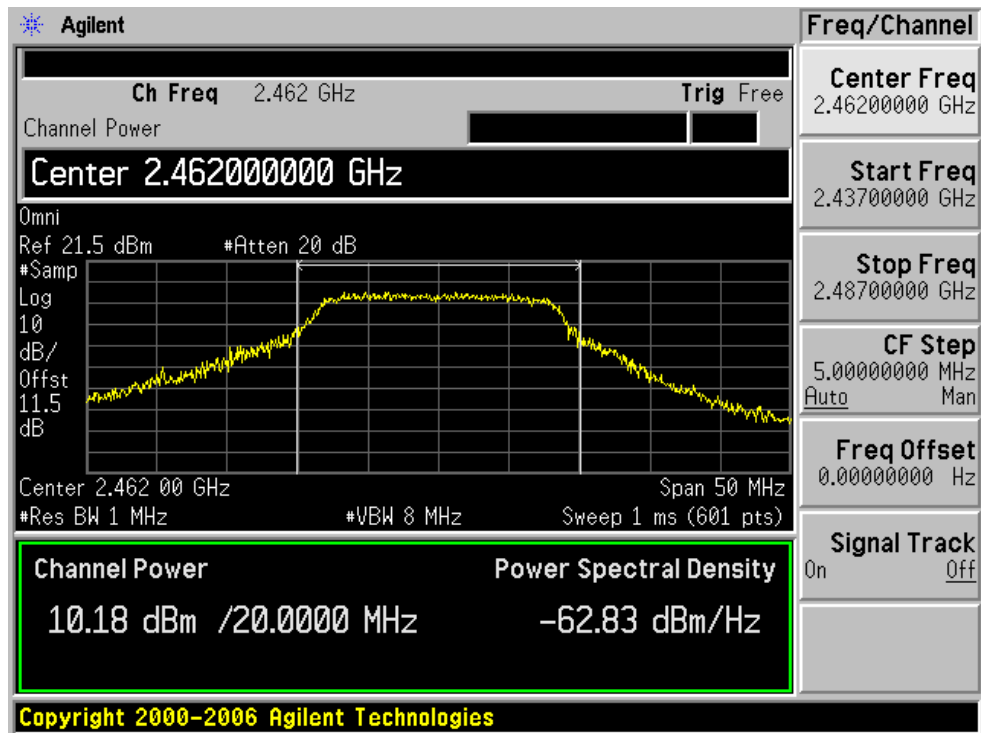 Agilent
Ch Freq 2.462 GHz Trig Free
Channel Power
Center 2.462000000 GHz
Omni
Ref 21.5 dBm #Atten 20 dB
#Samp
Log
10
dB/
Offst
11.5
dB
Center 2.462 00 GHz Span 50 MHz
#Res BW 1 MHz #VBW 8 MHz Sweep 1 ms (601 pts)
Channel Power Power Spectral Density
10.18 dBm /20.0000 MHz -62.83 dBm/Hz
Copyright 2000-2006 Agilent Technologies
Freq/Channel
Center Freq
2.46200000 GHz
Start Freq
2.43700000 GHz
Stop Freq
2.48700000 GHz
CF Step
5.00000000 MHz
Auto Man
Freq Offset
0.00000000 Hz
Signal Track
On Off